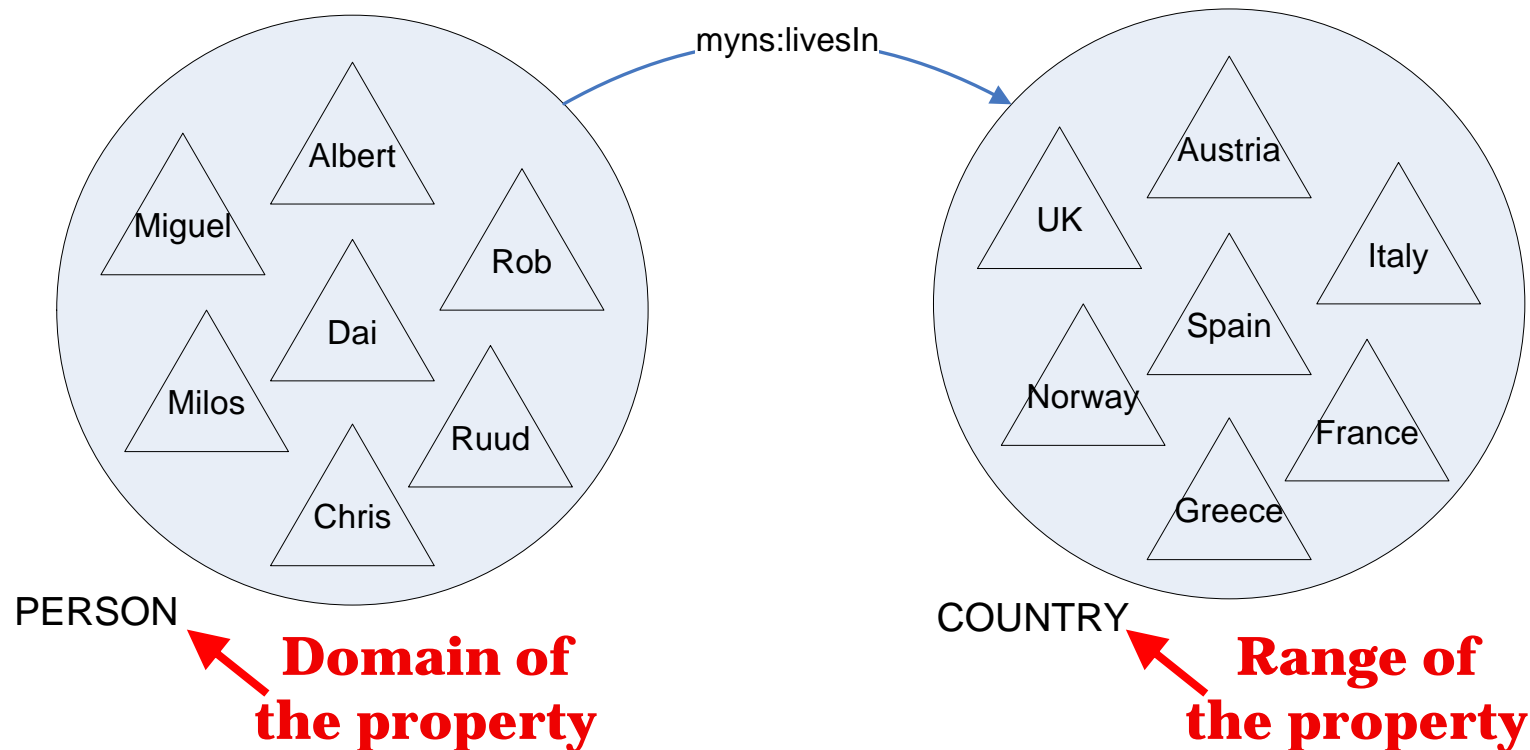 myns:livesIn
Albert
Miguel
Rob
Dai
Milos
Ruud
Chris
PERSON
Domain of
the property
Austria
UK
Italy
Spain
Norway
France
Greece
COUNTRY
Range of
the property